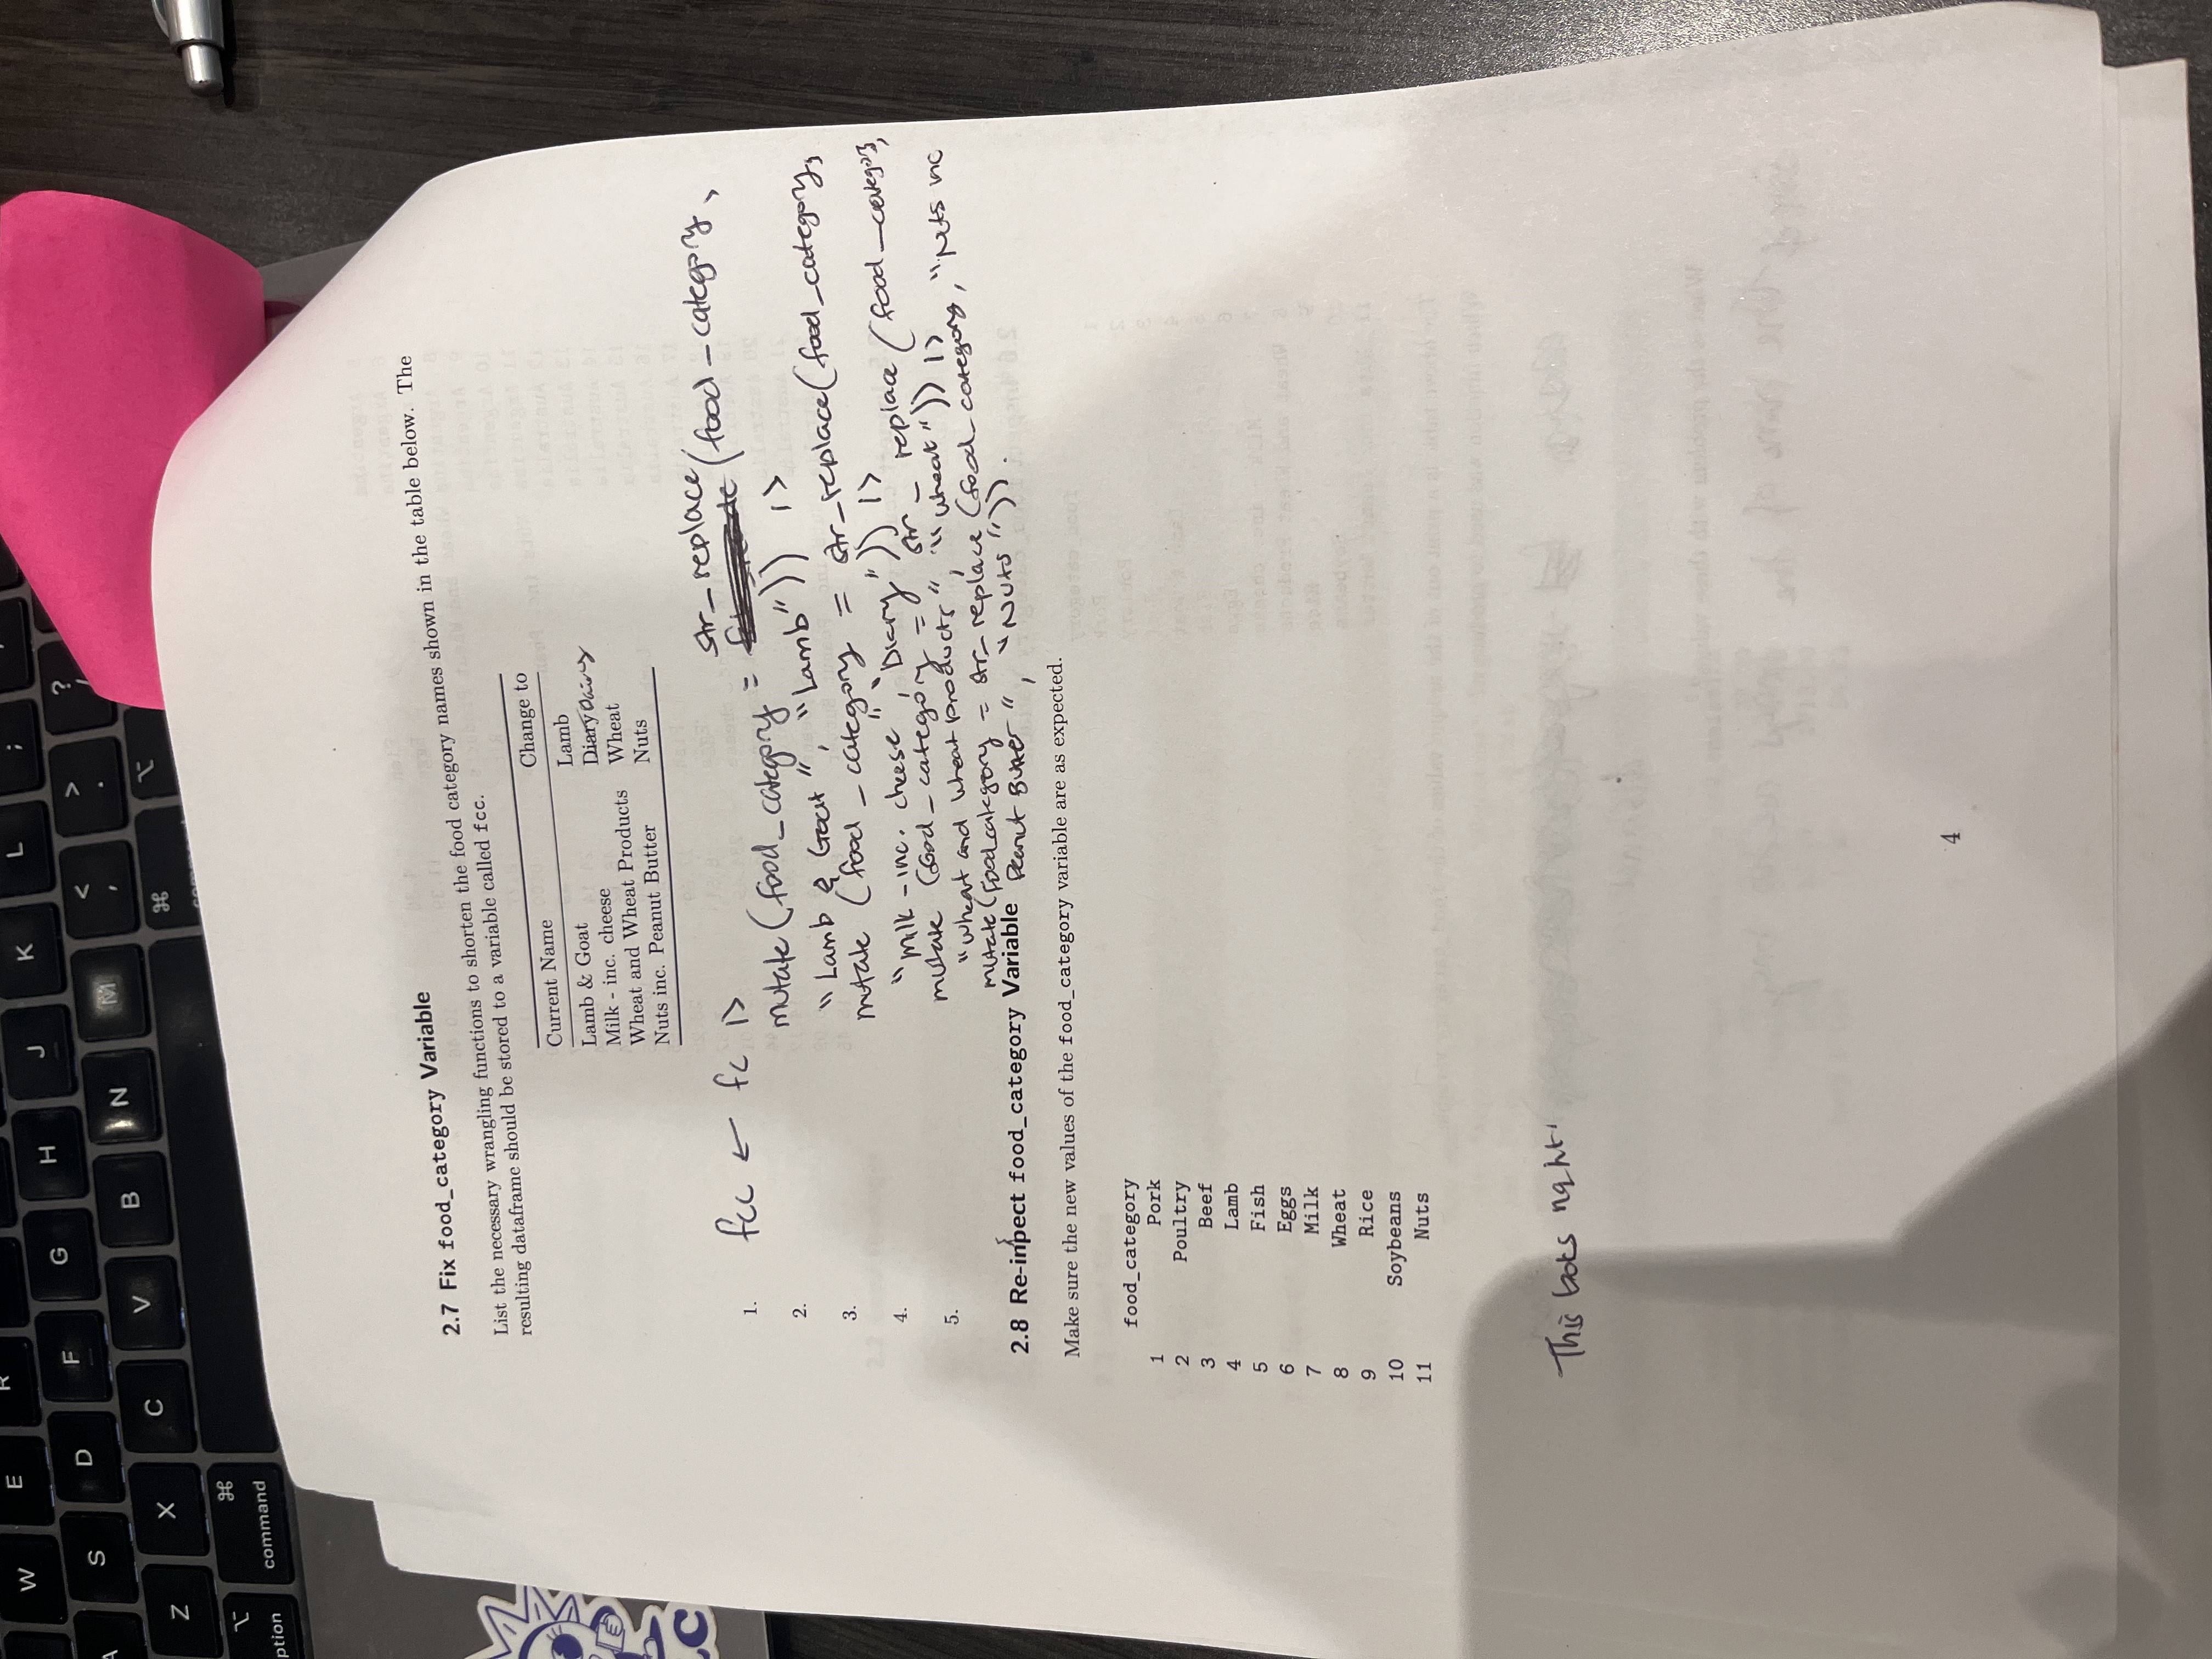 W E R
S D F G H J K L ;
Z X C V B N M < , > . ? /
⌥ option ⌘ command ⌘ command ⌥
LC
2.7 Fix food_category Variable
List the necessary wrangling functions to shorten the food category names shown in the table below. The
resulting dataframe should be stored to a variable called fcc.
Current Name Change to
Lamb & Goat Lamb
Milk - inc. cheese Diary Dairy
Wheat and Wheat Products Wheat
Nuts inc. Peanut Butter Nuts
1. fcc ← fc |>
str_replace
mutate (food_category = (food_category,
2.
"Lamb & Goat", "Lamb")) |>
3.
mutate (food_category = str_replace(food_category,
4.
"Milk - inc. cheese", "Diary")) |>
mutate (food_category = str_replace (food_category,
5.
"Wheat and Wheat Products", "Wheat")) |>
mutate (food category = str_replace (food_category, "Nuts inc
2.8 Re-inpect food_category Variable Peanut Butter", "Nuts")).
s
Make sure the new values of the food_category variable are as expected.
food_category
1 Pork
2 Poultry
3 Beef
4 Lamb
5 Fish
6 Eggs
7 Milk
8 Wheat
9 Rice
10 Soybeans
11 Nuts
This looks right.
4